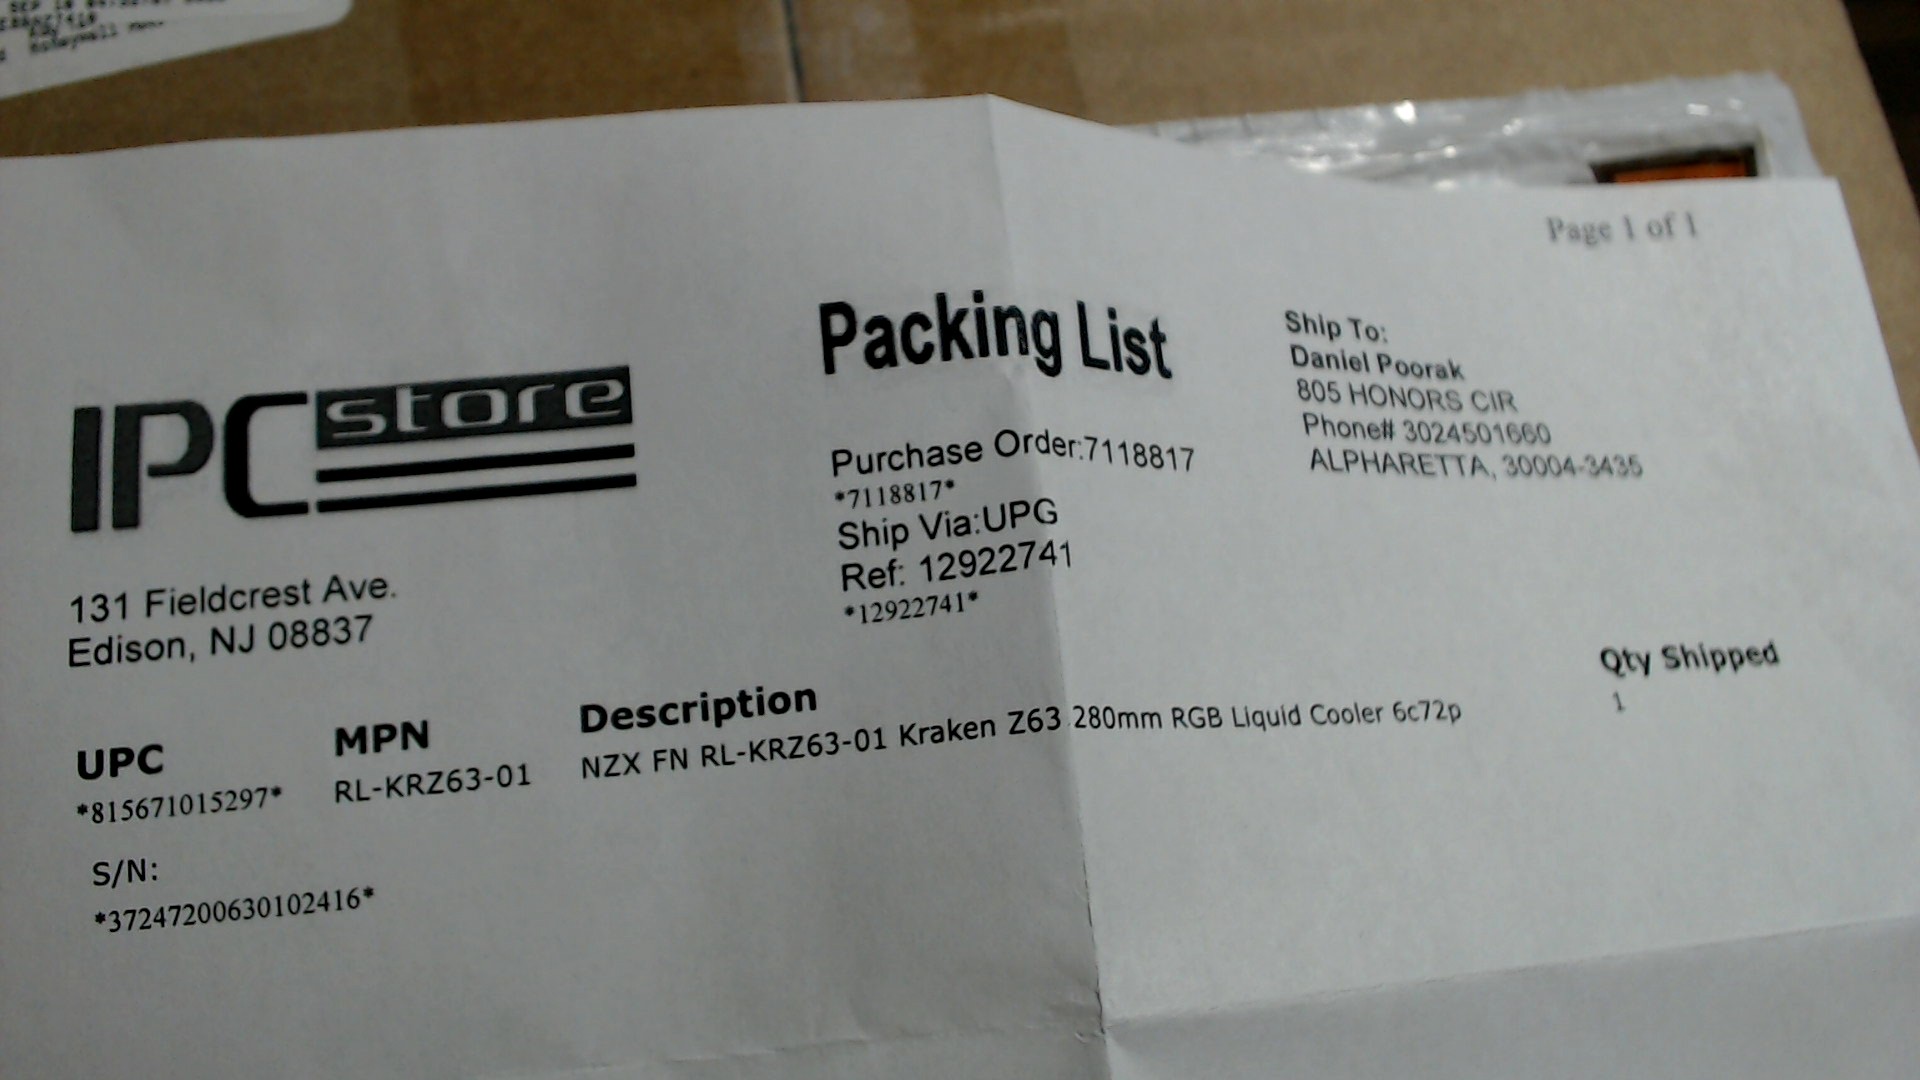 Page 1 of 1
IPC store
131 Fieldcrest Ave.
Edison, NJ 08837
Packing List
Purchase Order:7118817
*7118817*
Ship Via:UPG
Ref: 12922741
*12922741*
Ship To:
Daniel Poorak
805 HONORS CIR
Phone# 3024501660
ALPHARETTA, 30004-3435
UPC MPN Description Qty Shipped
*815671015297* RL-KRZ63-01 NZX FN RL-KRZ63-01 Kraken Z63 280mm RGB Liquid Cooler 6c72p 1
S/N:
*37247200630102416*